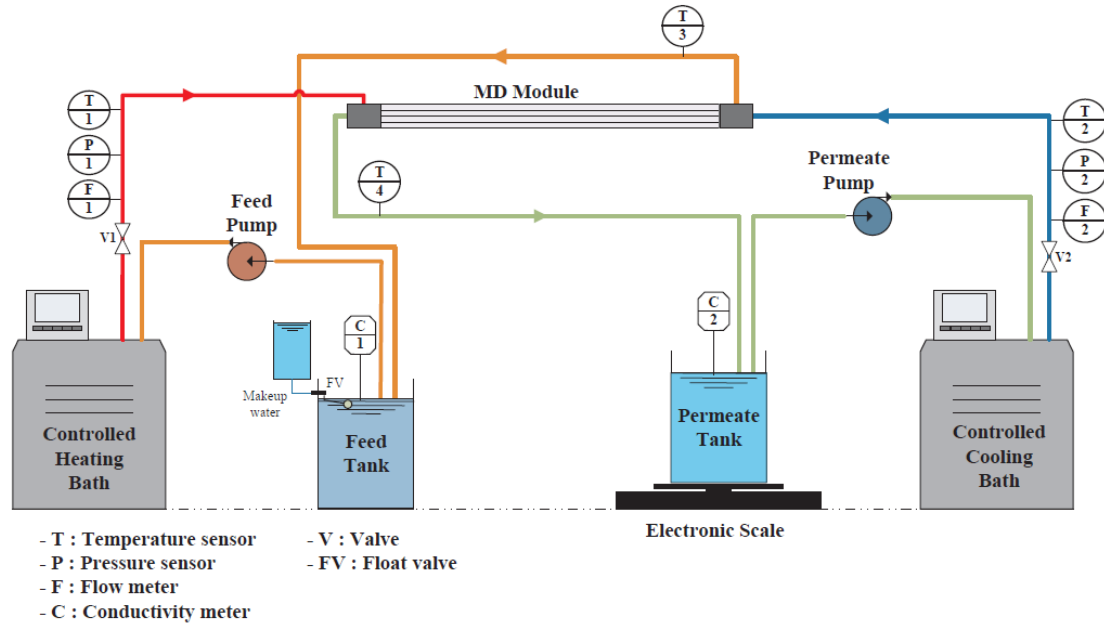 T
3
MD Module
T
1
P
1
F
1
V1
T
4
Feed
Pump
Permeate
Pump
T
2
P
2
F
2
V2
C
1
C
2
FV
Makeup
water
Controlled
Heating
Bath
Feed
Tank
Permeate
Tank
Controlled
Cooling
Bath
Electronic Scale
- T : Temperature sensor
- P : Pressure sensor
- F : Flow meter
- C : Conductivity meter
- V : Valve
- FV : Float valve